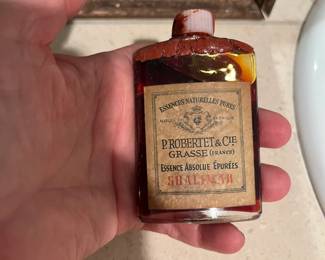 ESSENCES NATURELLES PURES
P. ROBERTET & CIE
GRASSE (FRANCE)
ESSENCE ABSOLUE ÉPURÉES